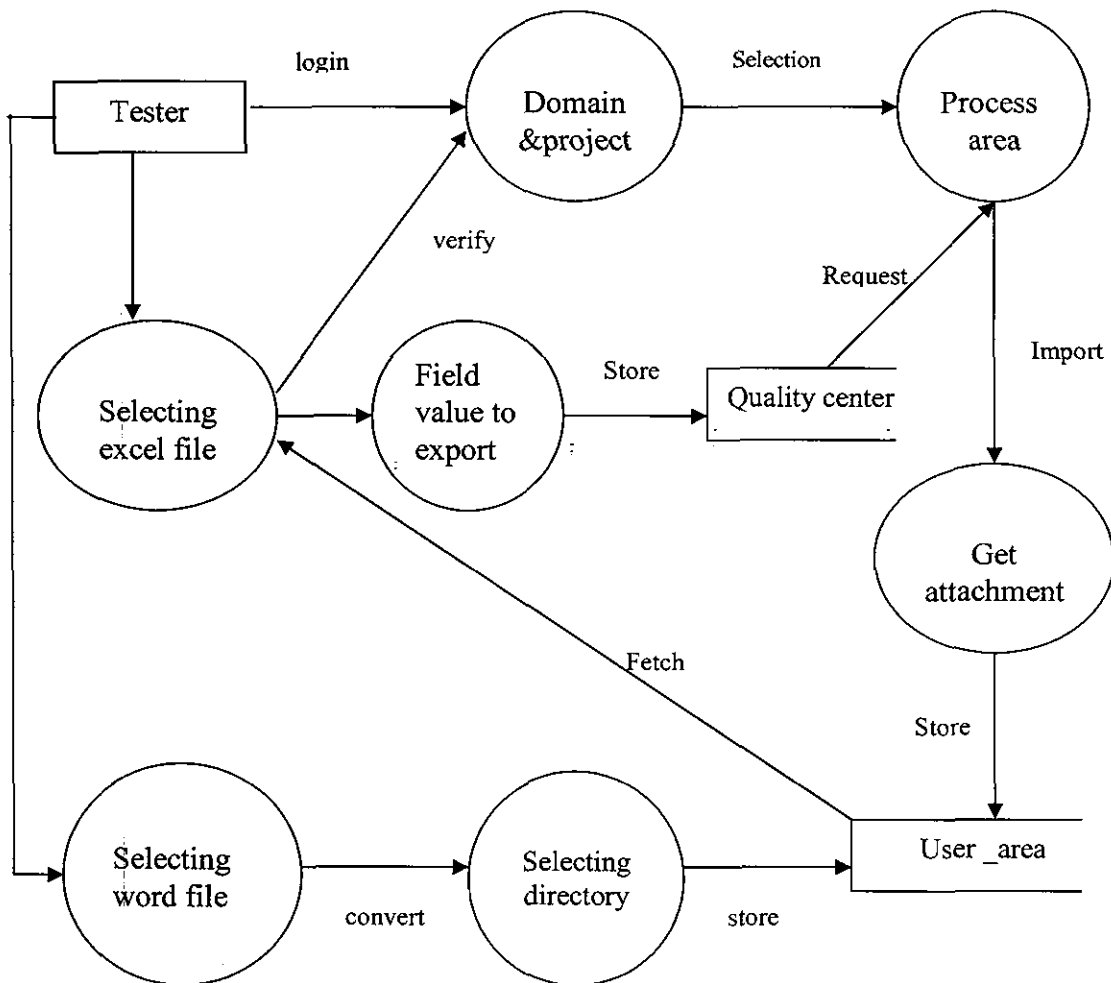 login
Selection
Tester
Domain
&project
Process
area
verify
Request
Import
Selecting
excel file
Field
value to
export
Store
Quality center
Get
attachment
Fetch
Store
Selecting
word file
convert
Selecting
directory
store
User _area